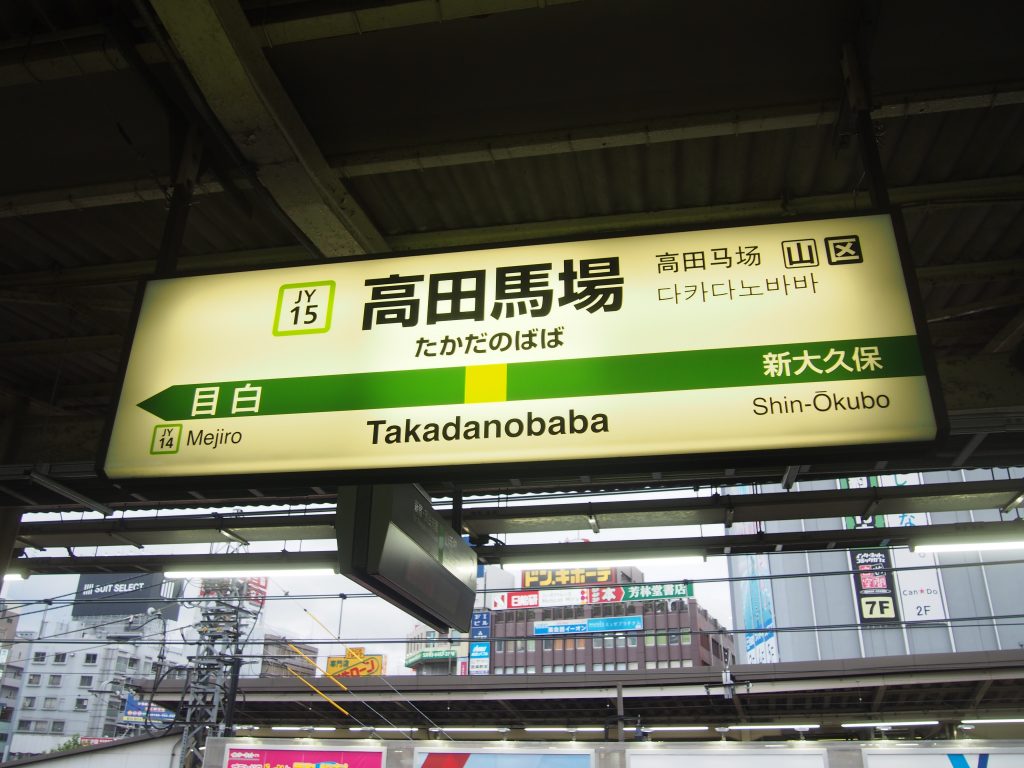 JY
15
高田馬場
たかだのばば
高田马场
山 区
다카다노바바
目白
新大久保
JY
14
Mejiro
Takadanobaba
Shin-Ōkubo
SUIT SELECT
ドン.キホーテ
芳林堂書店
7F
Can★Do
2F